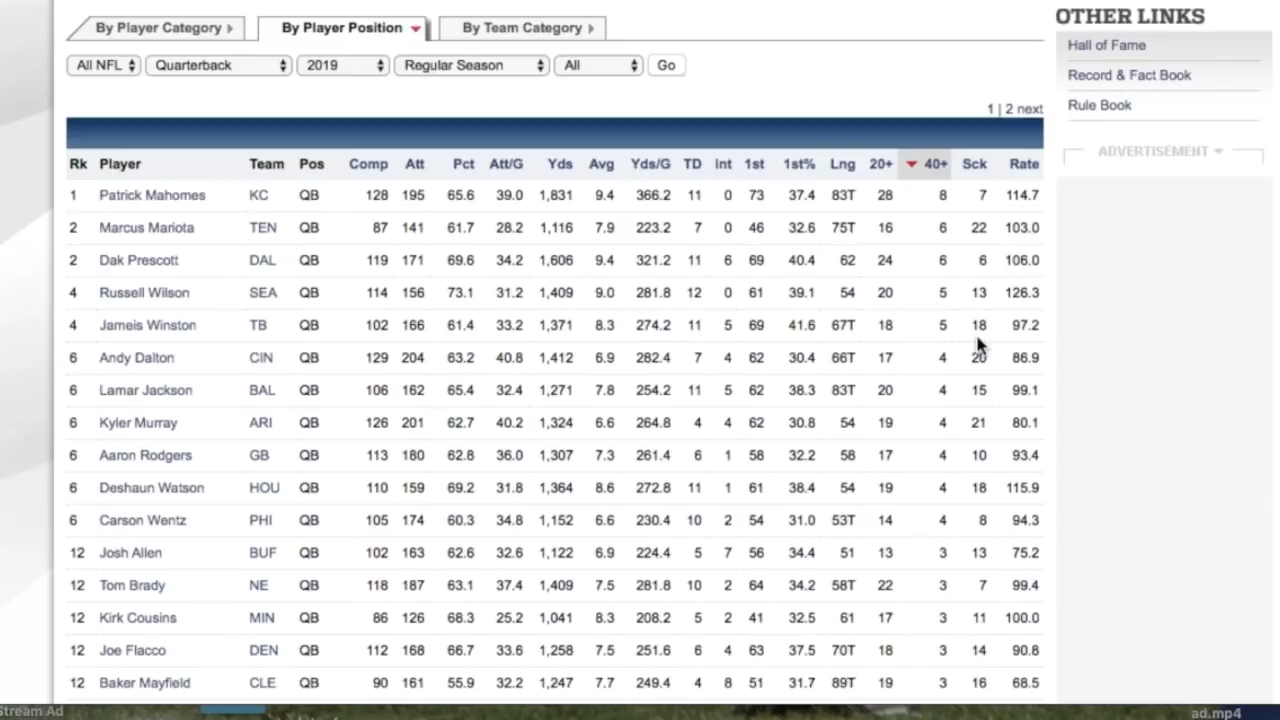 By Player Category By Player Position By Team Category
OTHER LINKS
Hall of Fame
Record & Fact Book
Rule Book
ADVERTISEMENT
All NFL Quarterback 2019 Regular Season All Go
1 | 2 next
Rk Player Team Pos Comp Att Pct Att/G Yds Avg Yds/G TD Int 1st 1st% Lng 20+ 40+ Sck Rate
1 Patrick Mahomes KC QB 128 195 65.6 39.0 1,831 9.4 366.2 11 0 73 37.4 83T 28 8 7 114.7
2 Marcus Mariota TEN QB 87 141 61.7 28.2 1,116 7.9 223.2 7 0 46 32.6 75T 16 6 22 103.0
2 Dak Prescott DAL QB 119 171 69.6 34.2 1,606 9.4 321.2 11 6 69 40.4 62 24 6 6 106.0
4 Russell Wilson SEA QB 114 156 73.1 31.2 1,409 9.0 281.8 12 0 61 39.1 54 20 5 13 126.3
4 Jameis Winston TB QB 102 166 61.4 33.2 1,371 8.3 274.2 11 5 69 41.6 67T 18 5 18 97.2
6 Andy Dalton CIN QB 129 204 63.2 40.8 1,412 6.9 282.4 7 4 62 30.4 66T 17 4 20 86.9
6 Lamar Jackson BAL QB 106 162 65.4 32.4 1,271 7.8 254.2 11 5 62 38.3 83T 20 4 15 99.1
6 Kyler Murray ARI QB 126 201 62.7 40.2 1,324 6.6 264.8 4 4 62 30.8 54 19 4 21 80.1
6 Aaron Rodgers GB QB 113 180 62.8 36.0 1,307 7.3 261.4 6 1 58 32.2 58 17 4 10 93.4
6 Deshaun Watson HOU QB 110 159 69.2 31.8 1,364 8.6 272.8 11 1 61 38.4 54 19 4 18 115.9
6 Carson Wentz PHI QB 105 174 60.3 34.8 1,152 6.6 230.4 10 2 54 31.0 53T 14 4 8 94.3
12 Josh Allen BUF QB 102 163 62.6 32.6 1,122 6.9 224.4 5 7 56 34.4 51 13 3 13 75.2
12 Tom Brady NE QB 118 187 63.1 37.4 1,409 7.5 281.8 10 2 64 34.2 58T 22 3 7 99.4
12 Kirk Cousins MIN QB 86 126 68.3 25.2 1,041 8.3 208.2 5 2 41 32.5 61 17 3 11 100.0
12 Joe Flacco DEN QB 112 168 66.7 33.6 1,258 7.5 251.6 6 4 63 37.5 70T 18 3 14 90.8
12 Baker Mayfield CLE QB 90 161 55.9 32.2 1,247 7.7 249.4 4 8 51 31.7 89T 19 3 16 68.5
Stream Ad ad.mp4